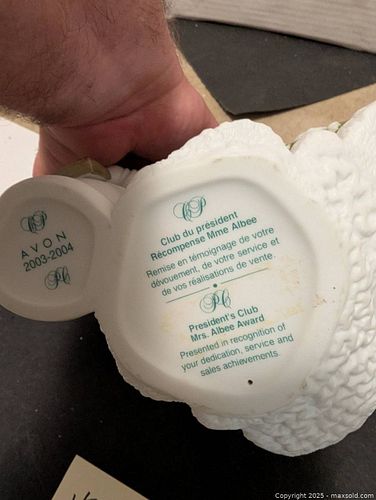 AVON
2003-2004
Club du président
Récompense Mme Albee
Remise en témoignage de votre
dévouement, de votre service et
de vos réalisations de vente.
President's Club
Mrs. Albee Award
Presented in recognition of
your dedication, service and
sales achievements.
Copyright 2025 - maxsold.com